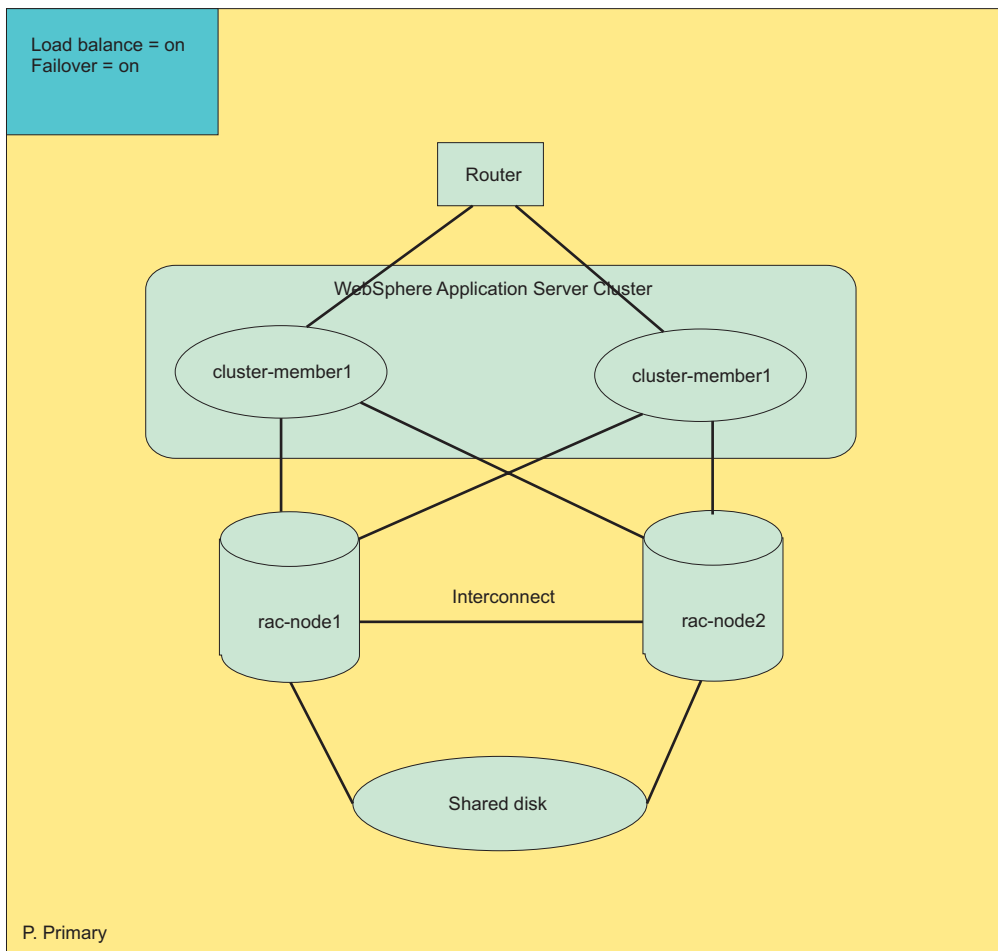 Load balance = on
Failover = on
Router
WebSphere Application Server Cluster
cluster-member1
cluster-member1
rac-node1
Interconnect
rac-node2
Shared disk
P. Primary